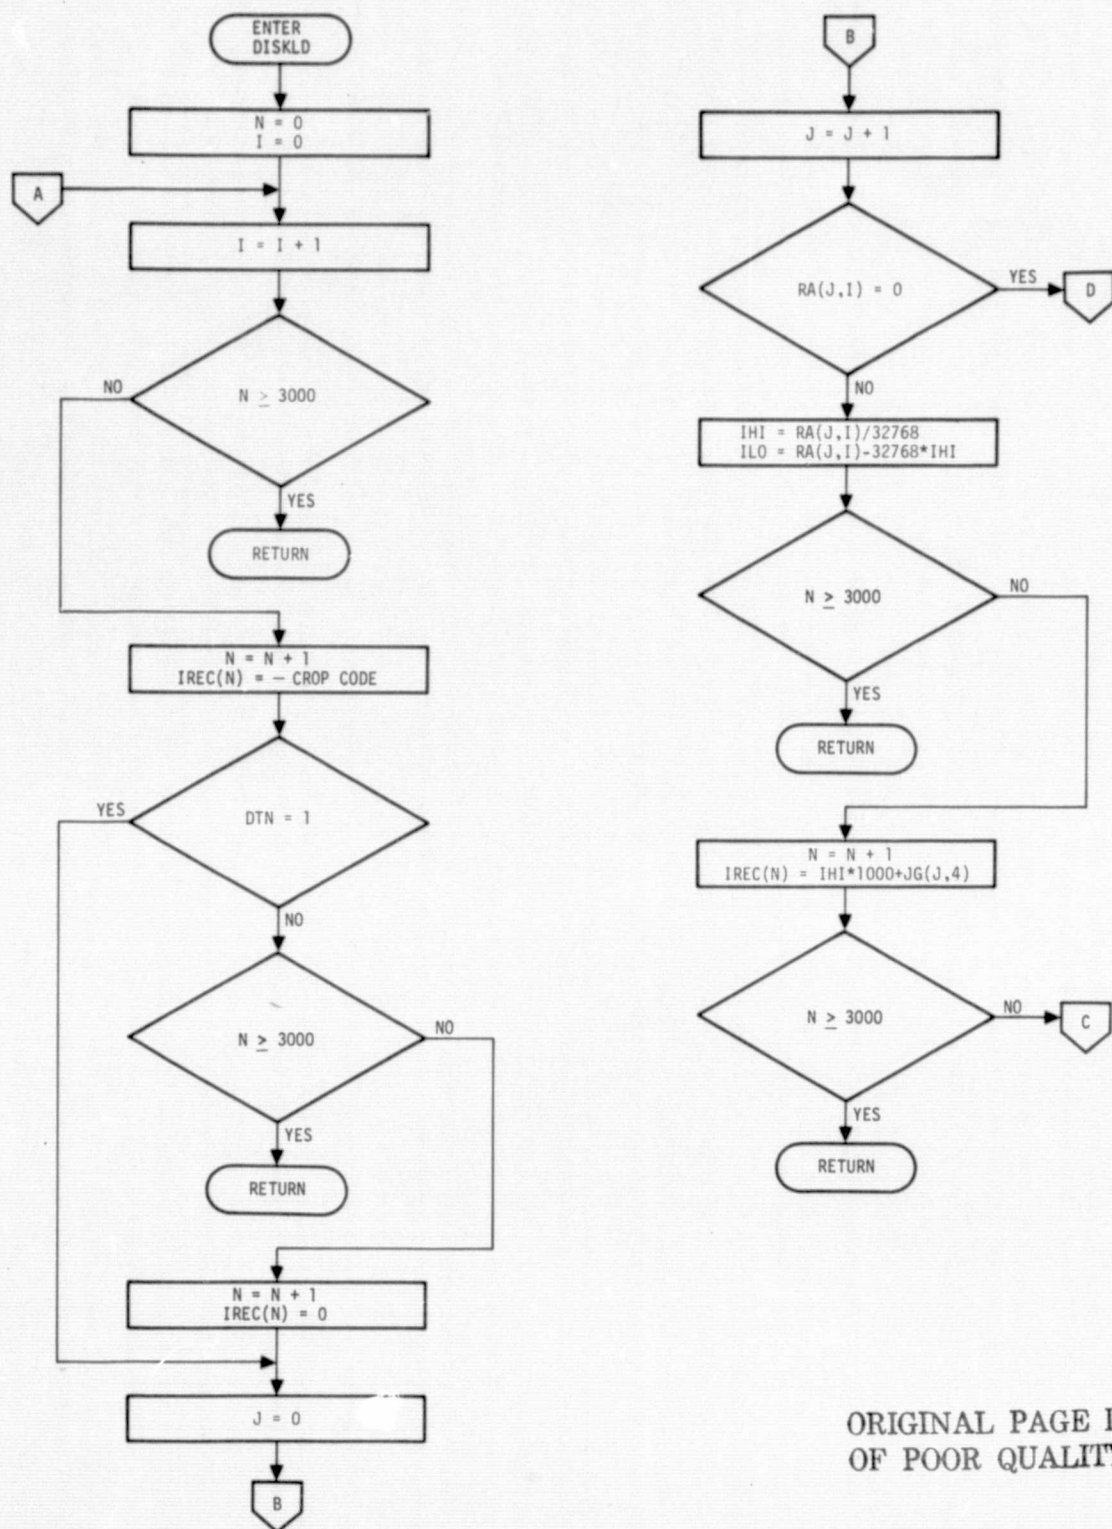 ENTER
DISKLD
N = 0
I = 0
A
I = I + 1
N ≥ 3000
NO
YES
RETURN
N = N + 1
IREC(N) = — CROP CODE
DTN = 1
YES
NO
N ≥ 3000
NO
YES
RETURN
N = N + 1
IREC(N) = 0
J = 0
B
B
J = J + 1
RA(J,I) = 0
YES
D
NO
IHI = RA(J,I)/32768
ILO = RA(J,I)-32768*IHI
N ≥ 3000
NO
YES
RETURN
N = N + 1
IREC(N) = IHI*1000+JG(J,4)
N ≥ 3000
NO
C
YES
RETURN
ORIGINAL PAGE
OF POOR QUALITY